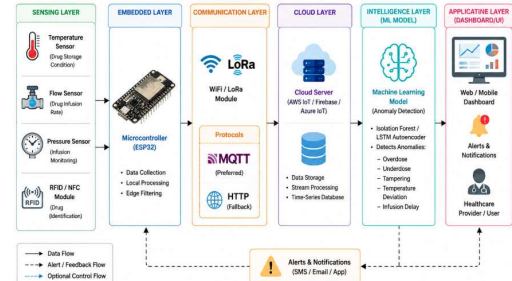 SENSING LAYER
Temperature
Sensor
(Drug Storage
Condition)
Flow Sensor
(Drug Infusion
Rate)
Pressure Sensor
(Infusion
Monitoring)
RFID
RFID / NFC
Module
(Drug
Identification)
EMBEDDED LAYER
Microcontroller
(ESP32)
• Data Collection
• Local Processing
• Edge Filtering
COMMUNICATION LAYER
LoRa
WiFi / LoRa
Module
Protocols
MQTT
(Preferred)
HTTP
(Fallback)
CLOUD LAYER
Cloud Server
(AWS IoT / Firebase /
Azure IoT)
• Data Storage
• Stream Processing
• Time-Series Database
INTELLIGENCE LAYER
(ML MODEL)
Machine Learning
Model
(Anomaly Detection)
• Isolation Forest /
LSTM Autoencoder
• Detects Anomalies:
- Overdose
- Underdose
- Tampering
- Temperature
Deviation
- Infusion Delay
APPLICATINE LAYER
(DASHBOARD/UI)
Web / Mobile
Dashboard
Alerts &
Notifications
Healthcare
Provider / User
Data Flow
Alert / Feedback Flow
Optional Control Flow
Alerts & Notifications
(SMS / Email / App)